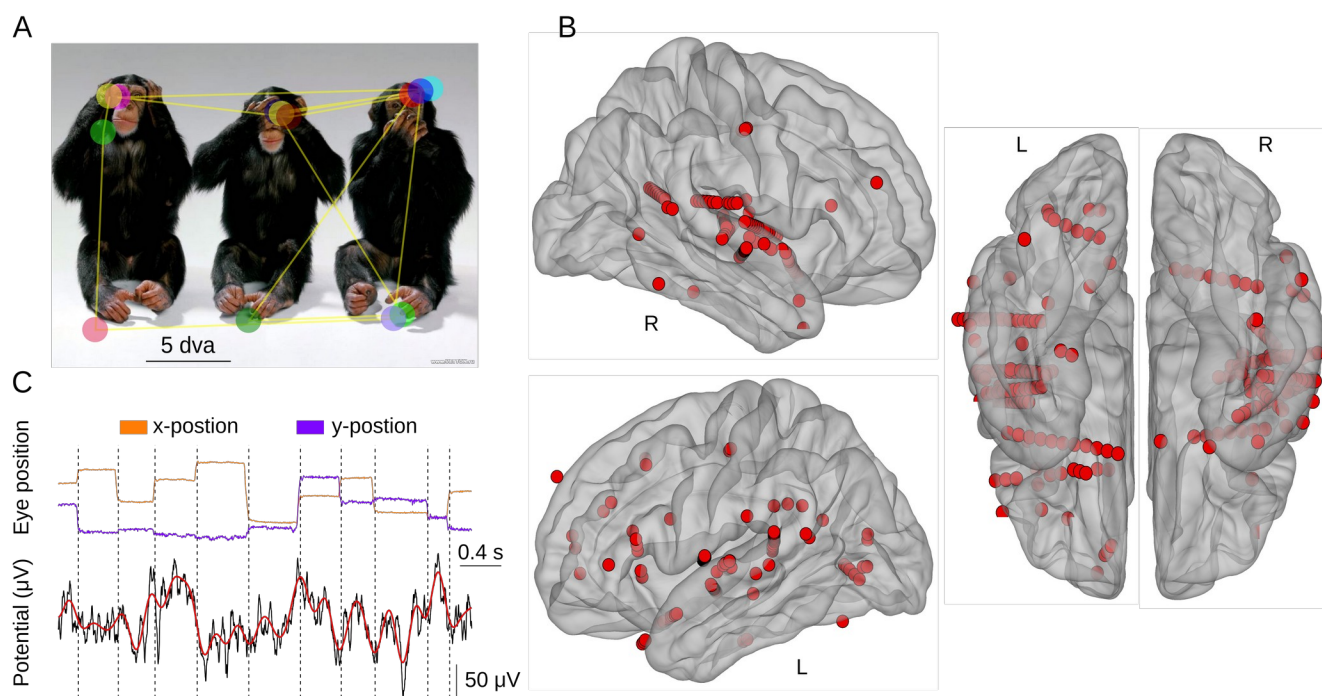 A
5 dva
B
R
L
L
R
C
x-postion
y-postion
Eye position
0.4 s
Potential (µV)
50 µV